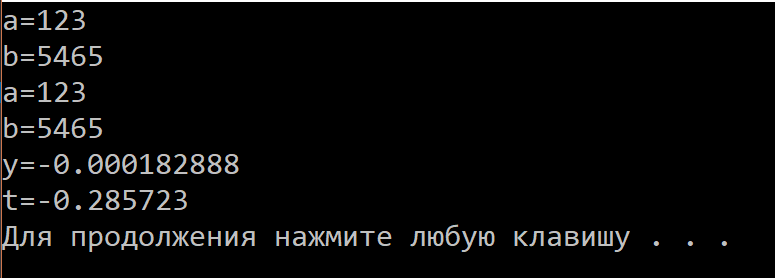 a=123
b=5465
a=123
b=5465
y=-0.000182888
t=-0.285723
Для продолжения нажмите любую клавишу . . .